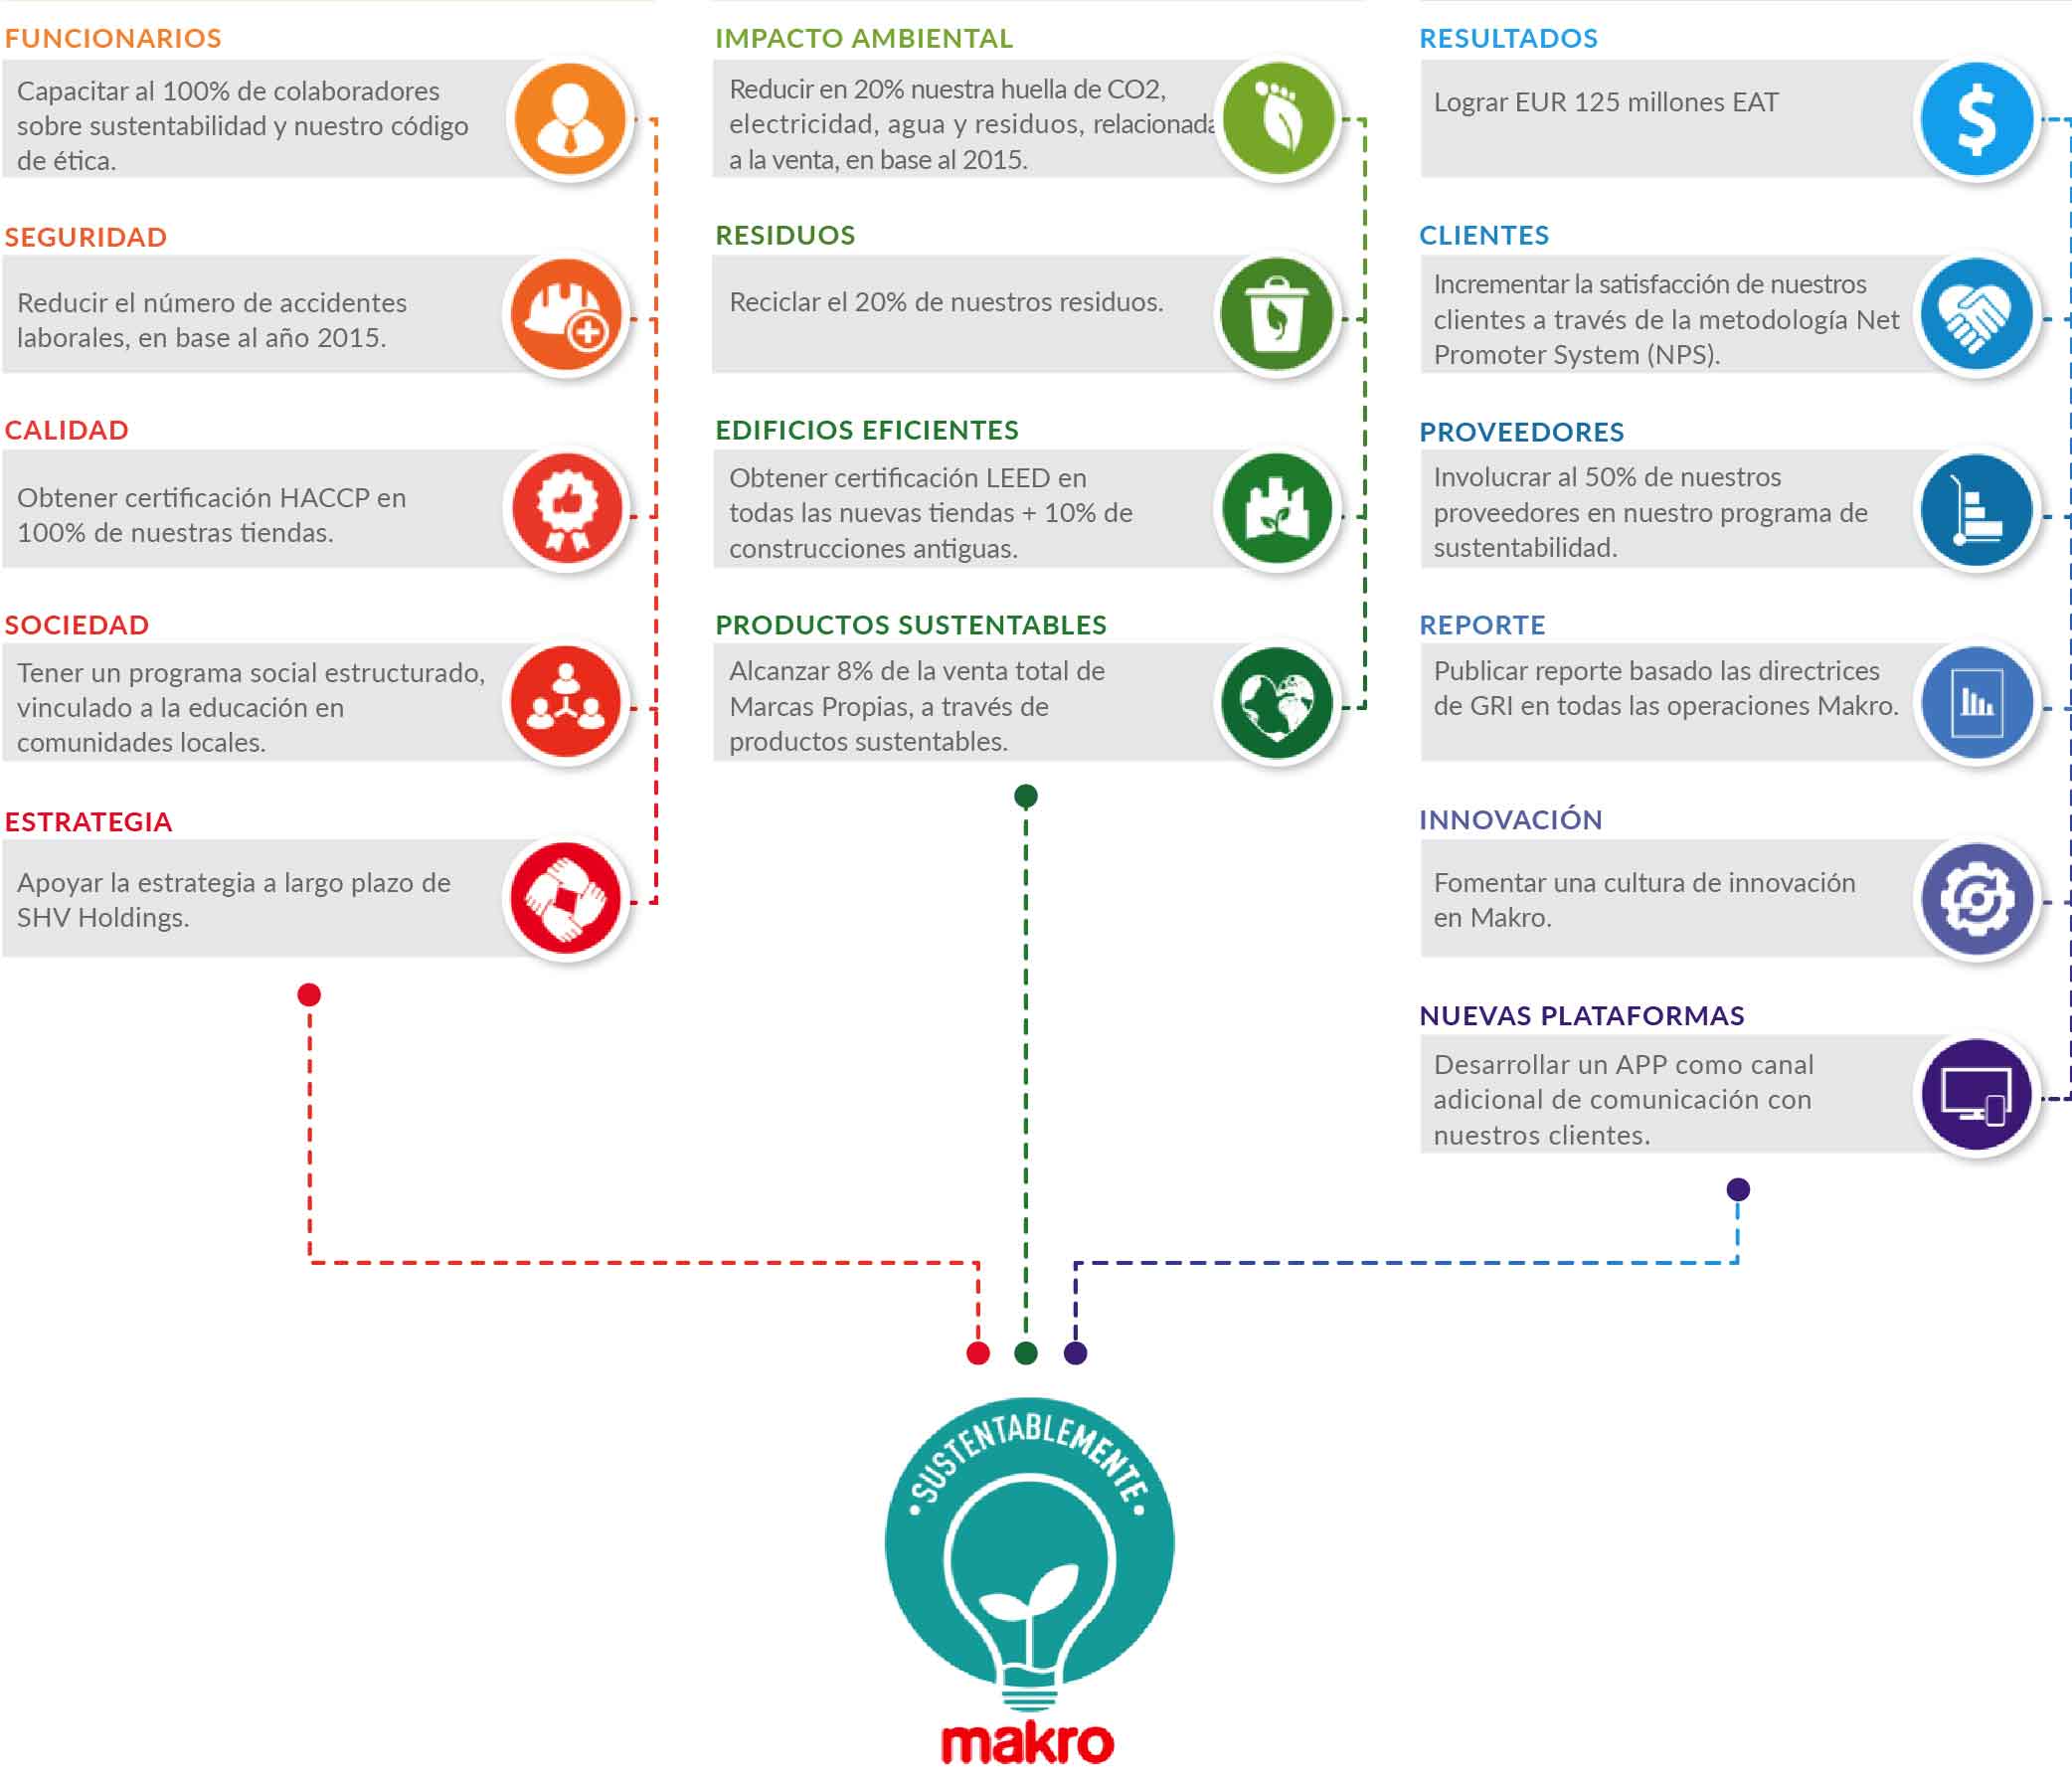 FUNCIONARIOS
Capacitar al 100% de colaboradores
sobre sustentabilidad y nuestro código
de ética.
SEGURIDAD
Reducir el número de accidentes
laborales, en base al año 2015.
CALIDAD
Obtener certificación HACCP en
100% de nuestras tiendas.
SOCIEDAD
Tener un programa social estructurado,
vinculado a la educación en
comunidades locales.
ESTRATEGIA
Apoyar la estrategia a largo plazo de
SHV Holdings.
IMPACTO AMBIENTAL
Reducir en 20% nuestra huella de CO2,
electricidad, agua y residuos, relacionada
a la venta, en base al 2015.
RESIDUOS
Reciclar el 20% de nuestros residuos.
EDIFICIOS EFICIENTES
Obtener certificación LEED en
todas las nuevas tiendas + 10% de
construcciones antiguas.
PRODUCTOS SUSTENTABLES
Alcanzar 8% de la venta total de
Marcas Propias, a través de
productos sustentables.
RESULTADOS
Lograr EUR 125 millones EAT
$
CLIENTES
Incrementar la satisfacción de nuestros
clientes a través de la metodología Net
Promoter System (NPS).
PROVEEDORES
Involucrar al 50% de nuestros
proveedores en nuestro programa de
sustentabilidad.
REPORTE
Publicar reporte basado las directrices
de GRI en todas las operaciones Makro.
INNOVACIÓN
Fomentar una cultura de innovación
en Makro.
NUEVAS PLATAFORMAS
Desarrollar un APP como canal
adicional de comunicación con
nuestros clientes.
• SUSTENTABLEMENTE •
makro